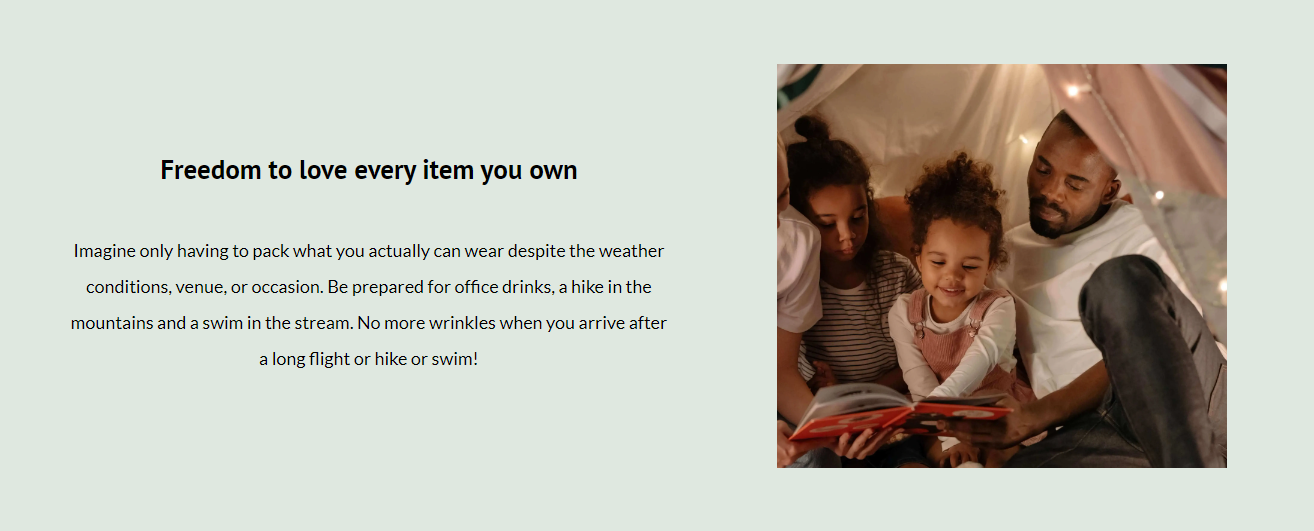 Freedom to love every item you own
Imagine only having to pack what you actually can wear despite the weather
conditions, venue, or occasion. Be prepared for office drinks, a hike in the
mountains and a swim in the stream. No more wrinkles when you arrive after
a long flight or hike or swim!